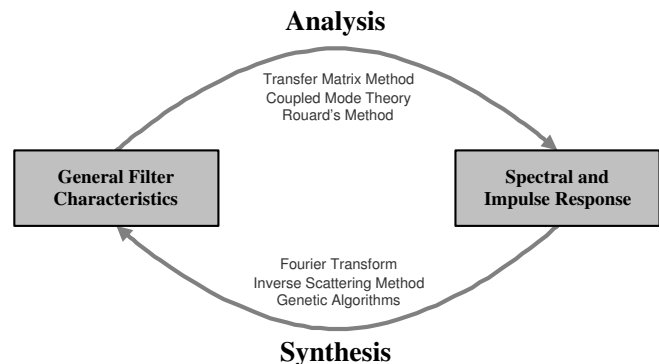 Analysis
Transfer Matrix Method
Coupled Mode Theory
Rouard's Method
General Filter
Characteristics
Spectral and
Impulse Response
Fourier Transform
Inverse Scattering Method
Genetic Algorithms
Synthesis